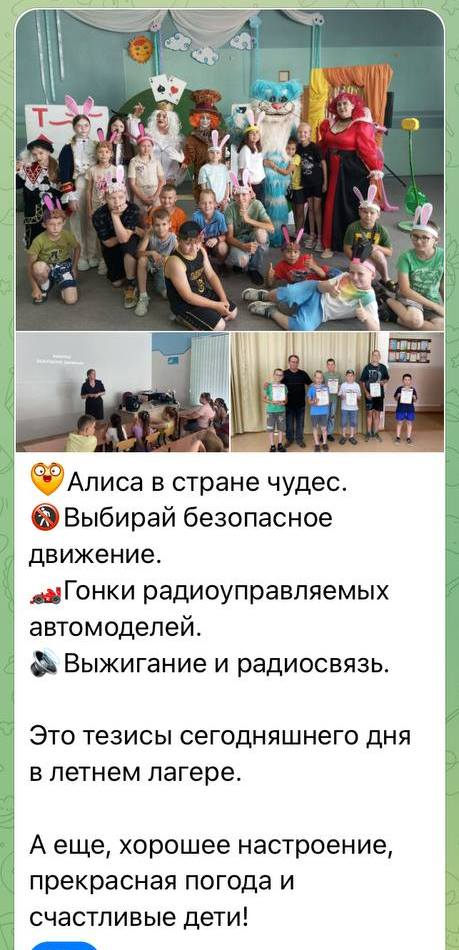 Алиса в стране чудес.
Выбирай безопасное
движение.
Гонки радиоуправляемых
автомоделей.
Выжигание и радиосвязь.
Это тезисы сегодняшнего дня
в летнем лагере.
А еще, хорошее настроение,
прекрасная погода и
счастливые дети!